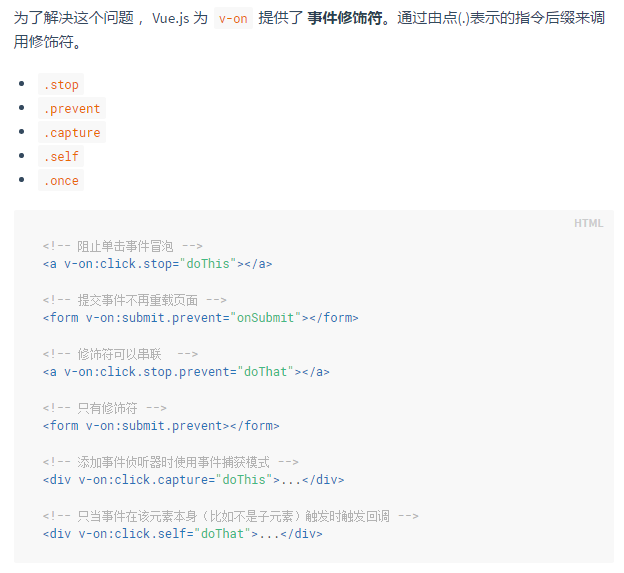 为了解决这个问题，Vue.js 为 v-on 提供了 事件修饰符。通过由点(.)表示的指令后缀来调
用修饰符。
.stop
.prevent
.capture
.self
.once
HTML
<!-- 阻止单击事件冒泡 -->
<a v-on:click.stop="doThis"></a>
<!-- 提交事件不再重载页面 -->
<form v-on:submit.prevent="onSubmit"></form>
<!-- 修饰符可以串联  -->
<a v-on:click.stop.prevent="doThat"></a>
<!-- 只有修饰符 -->
<form v-on:submit.prevent></form>
<!-- 添加事件侦听器时使用事件捕获模式 -->
<div v-on:click.capture="doThis">...</div>
<!-- 只当事件在该元素本身（比如不是子元素）触发时触发回调 -->
<div v-on:click.self="doThat">...</div>